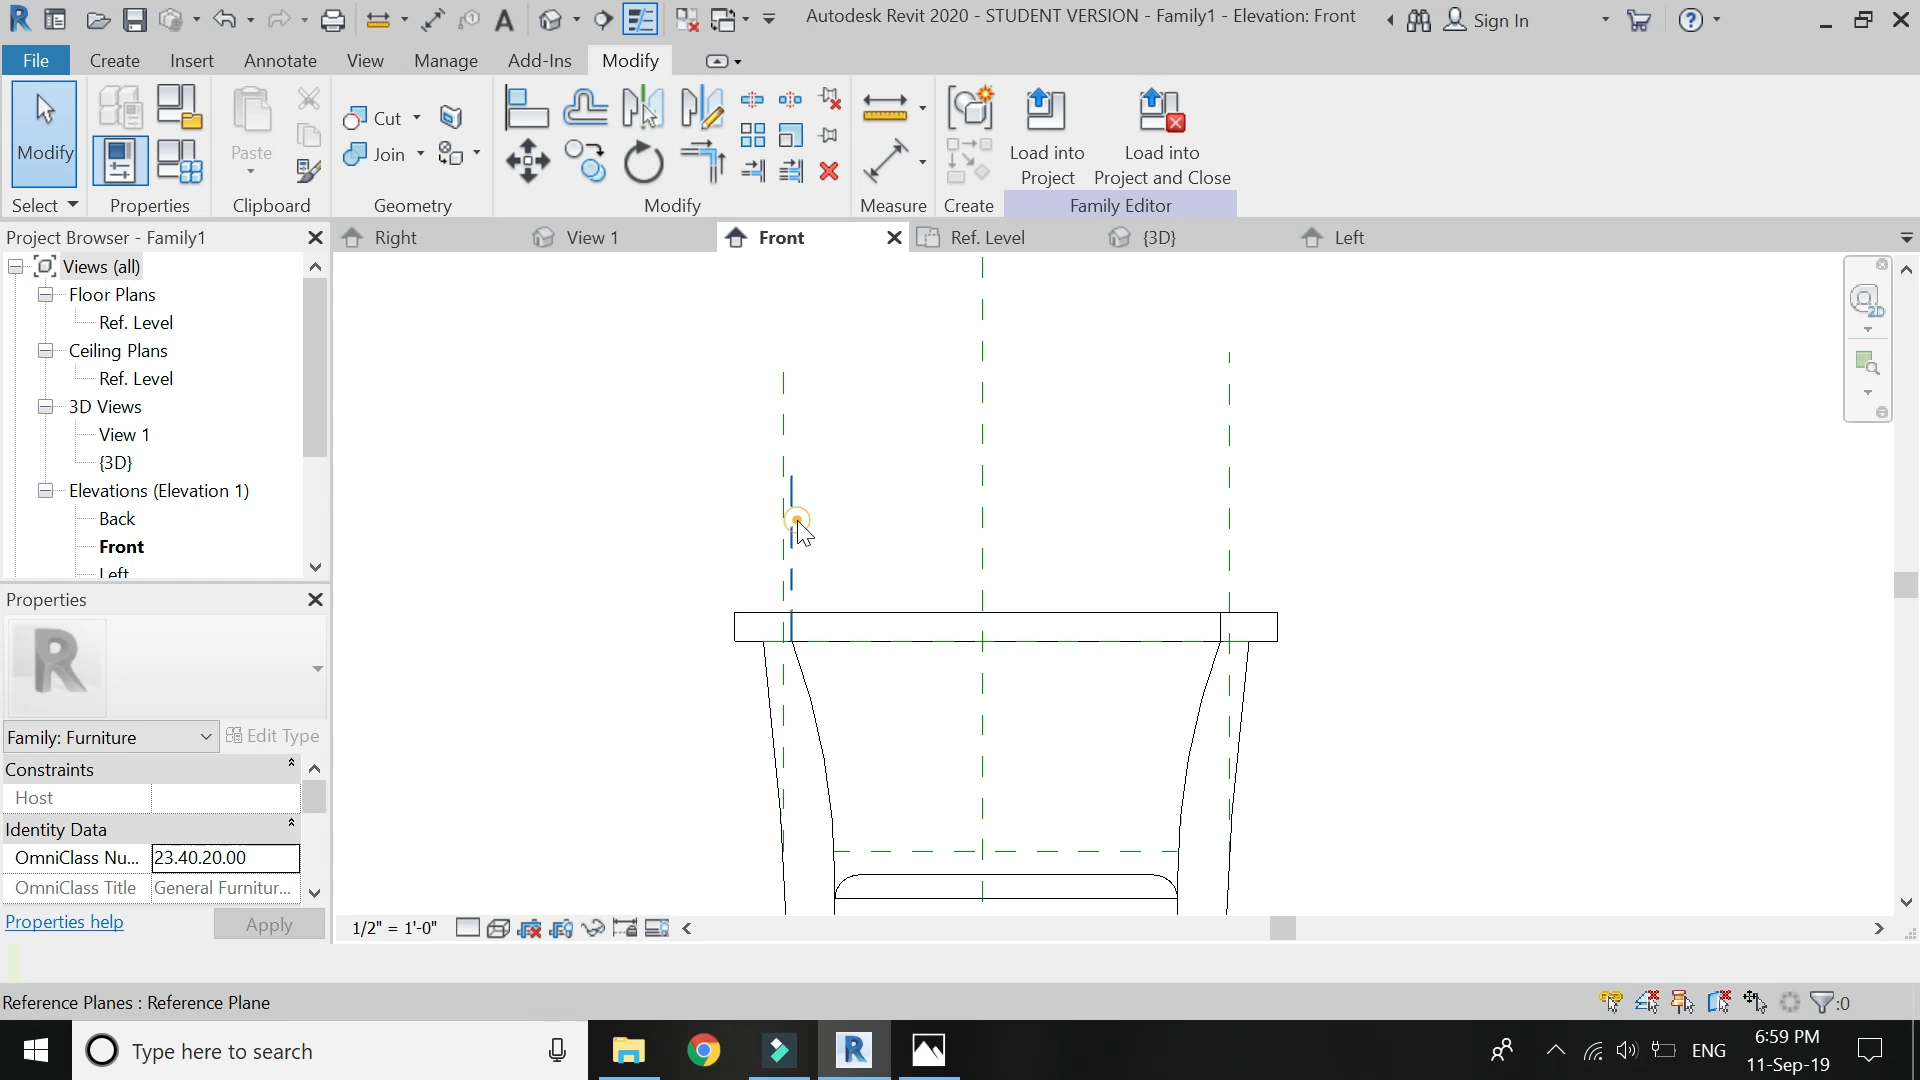 Autodesk Revit 2020 - STUDENT VERSION - Family1 - Elevation: Front
Sign In
File
Create
Insert
Annotate
View
Manage
Add-Ins
Modify
Modify
Paste
Cut
Join
Load into
Project
Load into
Project and Close
Select
Properties
Clipboard
Geometry
Modify
Measure
Create
Family Editor
Project Browser - Family1
Right
View 1
Front
Ref. Level
{3D}
Left
Views (all)
Floor Plans
Ref. Level
Ceiling Plans
Ref. Level
3D Views
View 1
{3D}
Elevations (Elevation 1)
Back
Front
Left
Properties
R
Family: Furniture
Edit Type
Constraints
Host
Identity Data
OmniClass Nu...
23.40.20.00
OmniClass Title
General Furnitur...
Properties help
Apply
1/2" = 1'-0"
Reference Planes : Reference Plane
:0
Type here to search
ENG
6:59 PM
11-Sep-19
2D